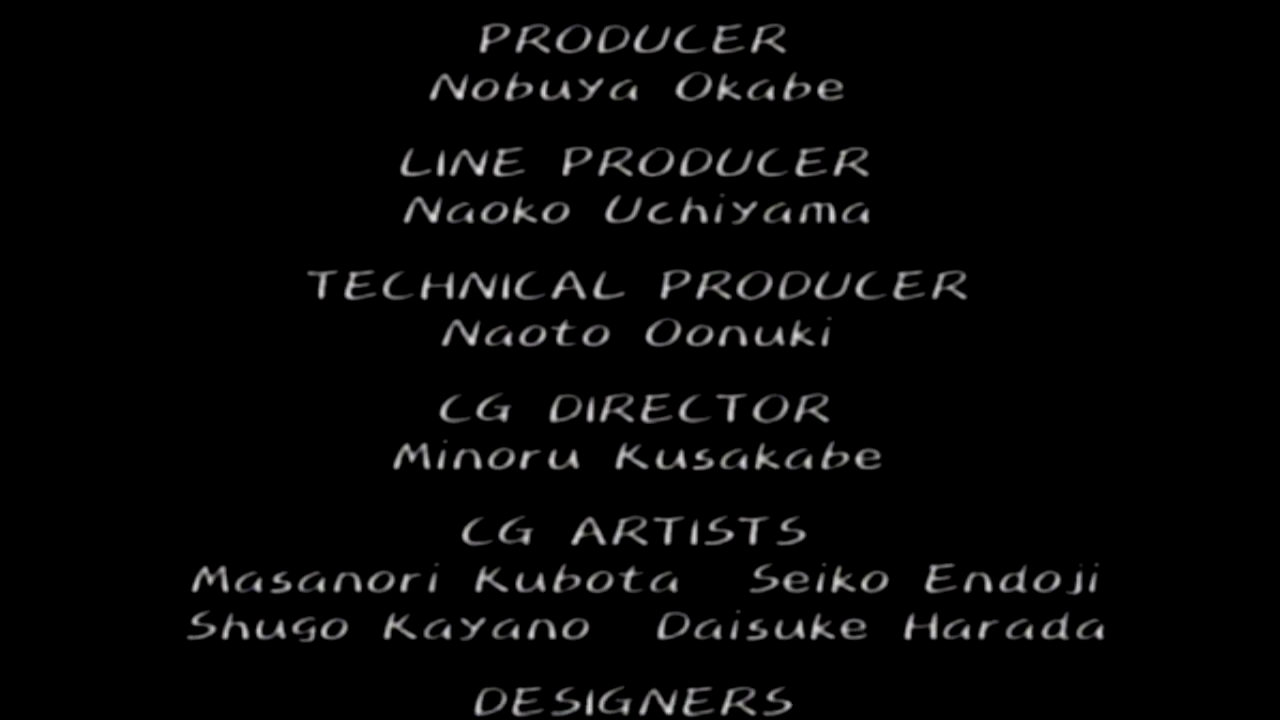 PRODUCER
Nobuya Okabe
LINE PRODUCER
Naoko Uchiyama
TECHNICAL PRODUCER
Naoto Oonuki
CG DIRECTOR
Minoru Kusakabe
CG ARTISTS
Masanori Kubota Seiko Endoji
Shugo Kayano Daisuke Harada
DESIGNERS